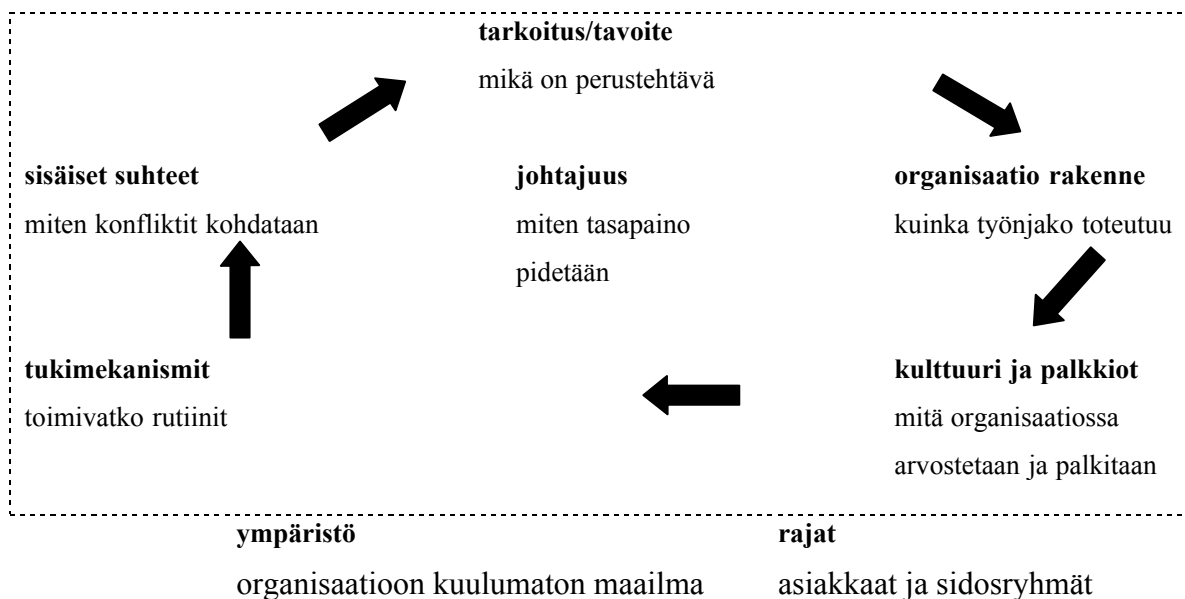 tarkoitus/tavoite
mikä on perustehtävä
sisäiset suhteet
miten konfliktit kohdataan
johtajuus
miten tasapaino
pidetään
organisaatio rakenne
kuinka työnjako toteutuu
tukimekanismit
toimivatko rutiinit
kulttuuri ja palkkiot
mitä organisaatiossa
arvostetaan ja palkitaan
ympäristö
organisaatioon kuulumaton maailma
rajat
asiakkaat ja sidosryhmät